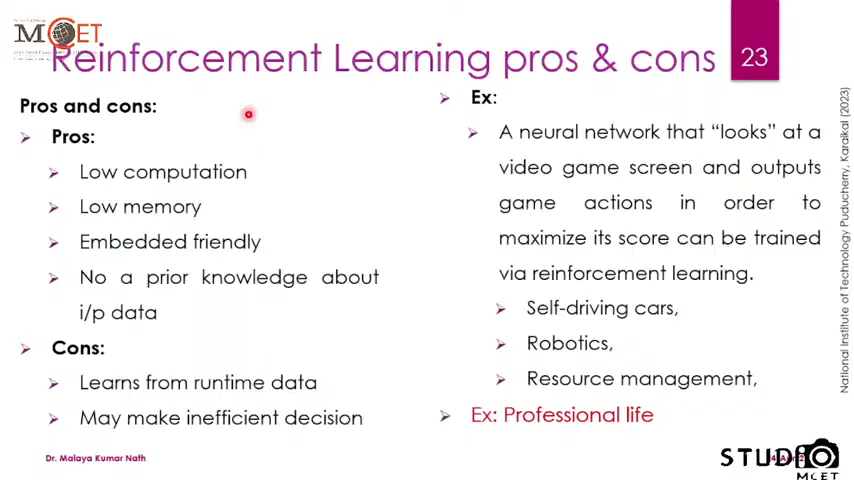 MCET
Reinforcement Learning pros & cons
23
Pros and cons:
Pros:
Low computation
Low memory
Embedded friendly
No a prior knowledge about
i/p data
Cons:
Learns from runtime data
May make inefficient decision
Ex:
A neural network that “looks” at a
video game screen and outputs
game actions in order to
maximize its score can be trained
via reinforcement learning.
Self-driving cars,
Robotics,
Resource management,
Ex: Professional life
National Institute of Technology Puducherry, Karaikal (2023)
Dr. Malaya Kumar Nath
STUDIO
MCET